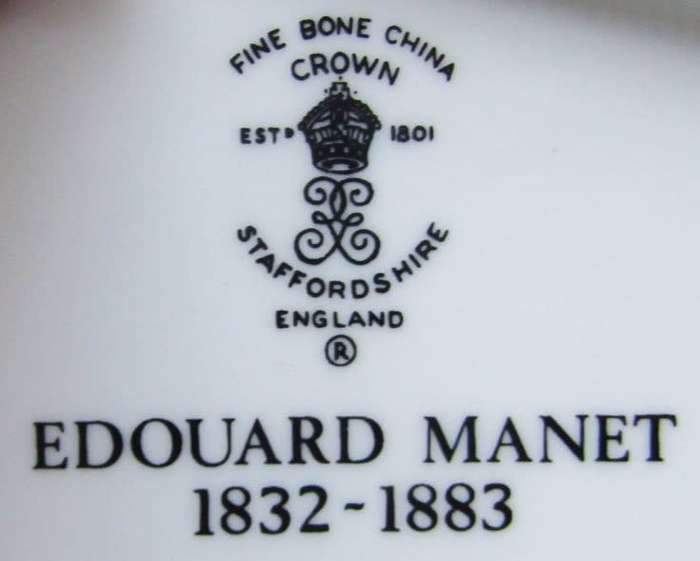 FINE BONE CHINA
CROWN
ESTD 1801
STAFFORDSHIRE
ENGLAND
®
EDOUARD MANET
1832-1883